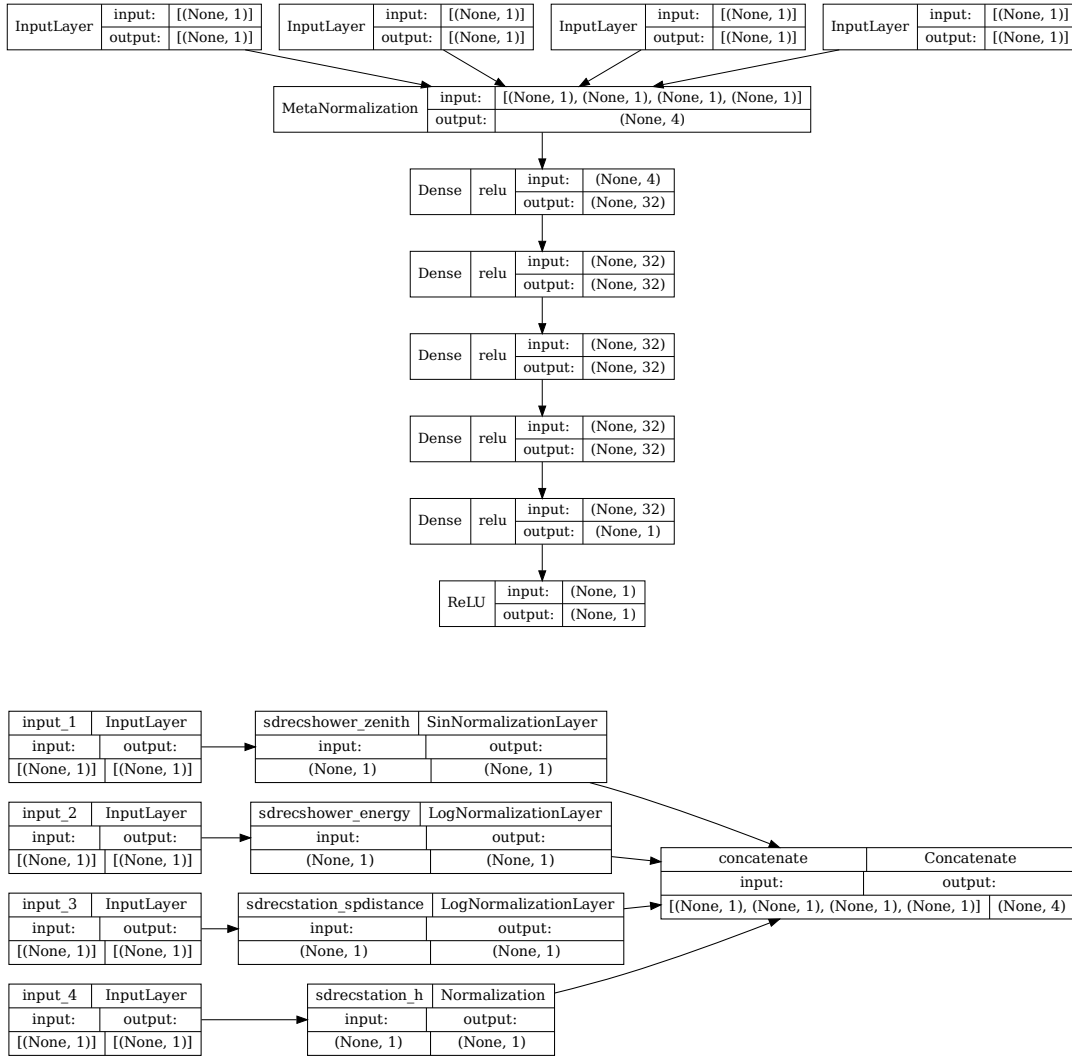 InputLayer input: [(None, 1)] output: [(None, 1)]
InputLayer input: [(None, 1)] output: [(None, 1)]
InputLayer input: [(None, 1)] output: [(None, 1)]
InputLayer input: [(None, 1)] output: [(None, 1)]
MetaNormalization input: [(None, 1), (None, 1), (None, 1), (None, 1)]
output: (None, 4)
Dense relu input: (None, 4)
output: (None, 32)
Dense relu input: (None, 32)
output: (None, 32)
Dense relu input: (None, 32)
output: (None, 32)
Dense relu input: (None, 32)
output: (None, 32)
Dense relu input: (None, 32)
output: (None, 1)
ReLU input: (None, 1)
output: (None, 1)
input_1 InputLayer
input: output:
[(None, 1)] [(None, 1)]
sdrecshower_zenith SinNormalizationLayer
input: output:
(None, 1) (None, 1)
input_2 InputLayer
input: output:
[(None, 1)] [(None, 1)]
sdrecshower_energy LogNormalizationLayer
input: output:
(None, 1) (None, 1)
input_3 InputLayer
input: output:
[(None, 1)] [(None, 1)]
sdrecstation_spdistance LogNormalizationLayer
input: output:
(None, 1) (None, 1)
input_4 InputLayer
input: output:
[(None, 1)] [(None, 1)]
sdrecstation_h Normalization
input: output:
(None, 1) (None, 1)
concatenate Concatenate
input: output:
[(None, 1), (None, 1), (None, 1), (None, 1)] (None, 4)